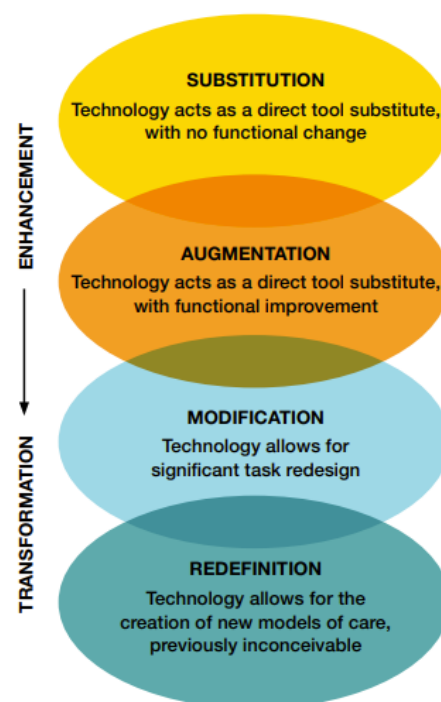 ENHANCEMENT
TRANSFORMATION
SUBSTITUTION
Technology acts as a direct tool substitute,
with no functional change
AUGMENTATION
Technology acts as a direct tool substitute,
with functional improvement
MODIFICATION
Technology allows for
significant task redesign
REDEFINITION
Technology allows for the
creation of new models of care,
previously inconceivable